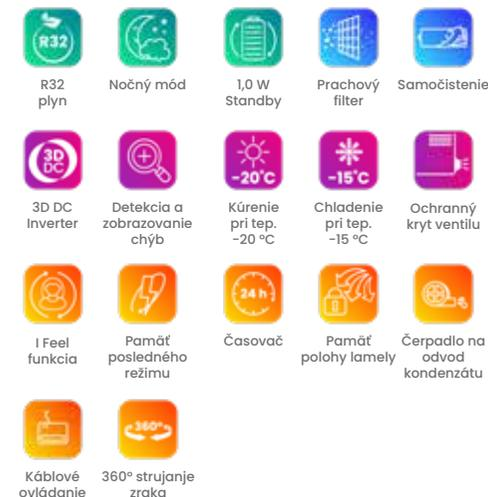 R32
R32
plyn
Nočný mód
1,0 W
Standby
Prachový
filter
Samočistenie
3D
DC
3D DC
Inverter
Detekcia a
zobrazovanie
chýb
-20°C
Kúrenie
pri tep.
-20 °C
-15°C
Chladenie
pri tep.
-15 °C
Ochranný
kryt ventilu
I Feel
funkcia
Pamäť
posledného
režimu
24 h
Časovač
Pamäť
polohy lamely
Čerpadlo na
odvod
kondenzátu
Káblové
ovládanie
360°
360° strujanje
zraka